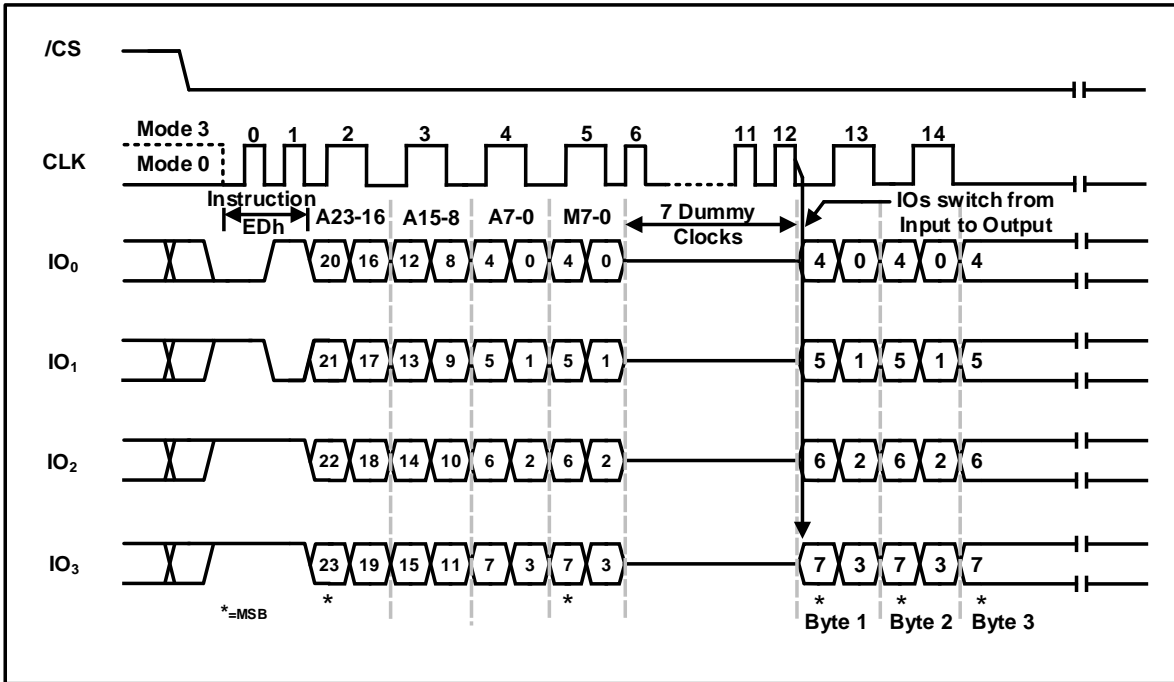 /CS
Mode 3
Mode 0
CLK
0 1 2 3 4 5 6 11 12 13 14
Instruction
EDh
A23-16 A15-8 A7-0 M7-0
7 Dummy
Clocks
IOs switch from
Input to Output
IO0
20 16 12 8 4 0 4 0 4 0 4 0 4
IO1
21 17 13 9 5 1 5 1 5 1 5 1 5
IO2
22 18 14 10 6 2 6 2 6 2 6 2 6
IO3
23 19 15 11 7 3 7 3 7 3 7 3 7
* * * * *
*=MSB
Byte 1 Byte 2 Byte 3